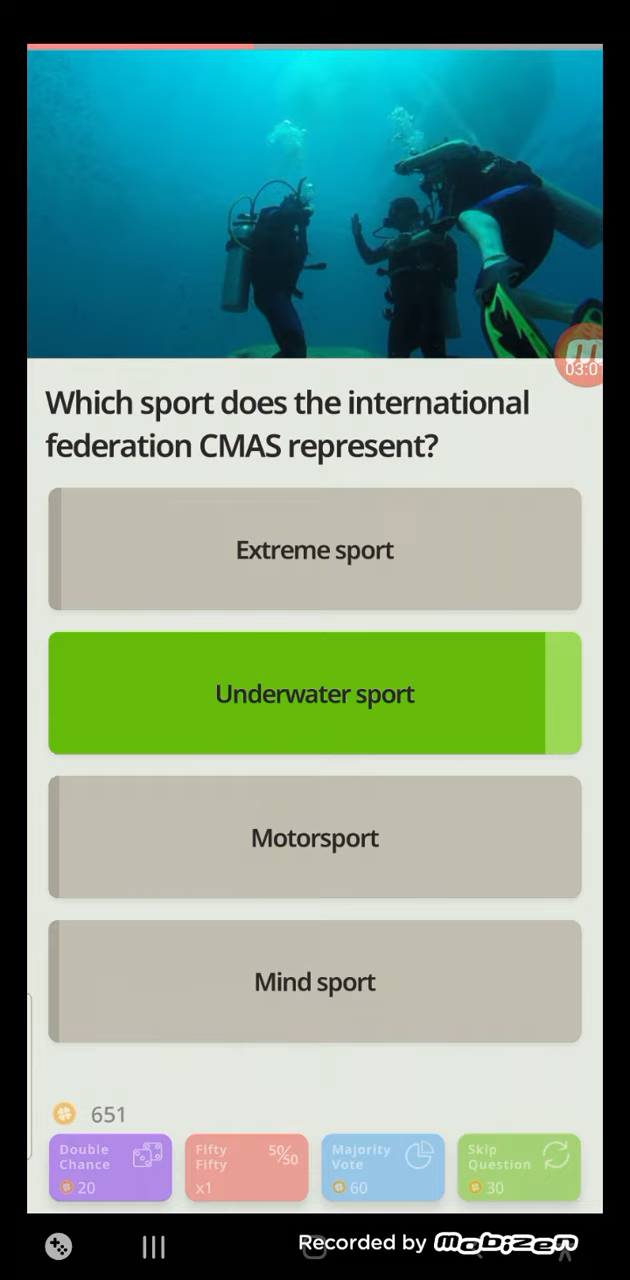 03:0
Which sport does the international
federation CMAS represent?
Extreme sport
Underwater sport
Motorsport
Mind sport
651
Double
Chance
20
Fifty
Fifty
5%50
x1
Majority
Vote
60
Skip
Question
30
Recorded by mobizen